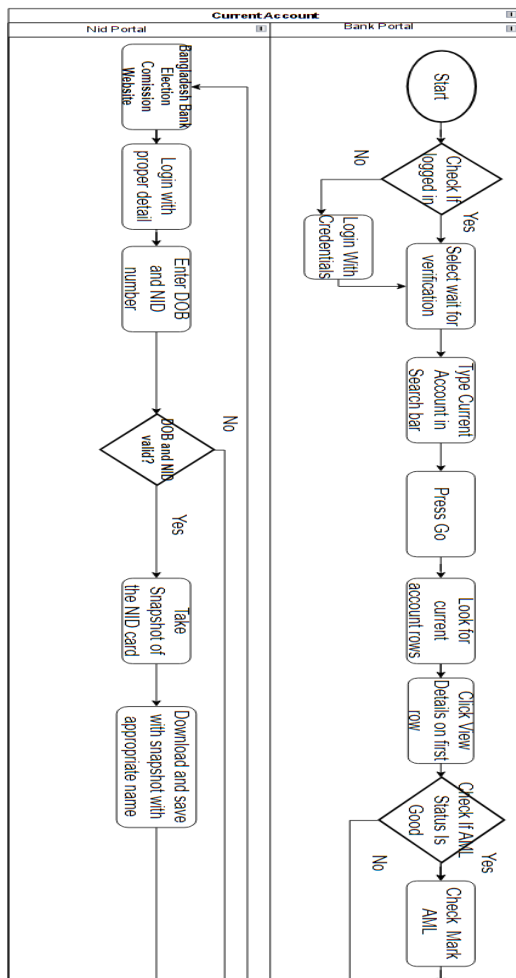 Current Account
Nid Portal
Bank Portal
Start
Check If
logged in
No
Yes
Login With
Credentials
Select wait for
verification
Type Current
Account in
Search bar
Press Go
Look for
current
account rows
Click View
Details on first
row
Check If AML
Status Is
Good
Yes
No
Check Mark
AML
Bangladesh Bank
Election
Comission
Website
Login with
proper detail
Enter DOB
and NID
number
DOB and NID
valid?
No
Yes
Take
Snapshot of
the NID card
Download and save
with snapshot with
appropriate name